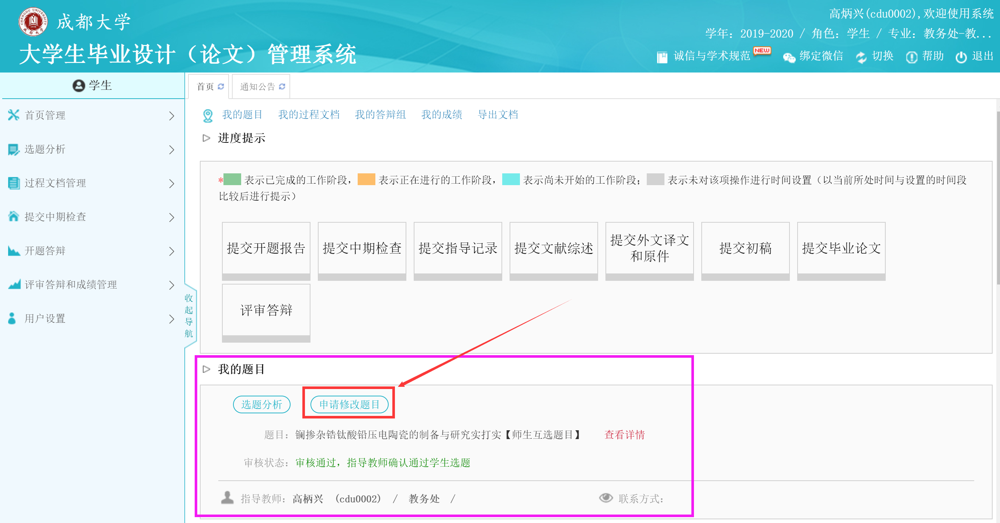 成都大学
大学生毕业设计（论文）管理系统
高炳兴(cdu0002),欢迎使用系统
学年：2019-2020 / 角色：学生 / 专业：教务处-教...
诚信与学术规范 NEW 绑定微信 切换 帮助 退出
学生
首页管理
选题分析
过程文档管理
提交中期检查
开题答辩
评审答辩和成绩管理
用户设置
收起导航
首页 通知公告
我的题目 我的过程文档 我的答辩组 我的成绩 导出文档
进度提示
* 表示已完成的工作阶段， 表示正在进行的工作阶段， 表示尚未开始的工作阶段； 表示未对该项操作进行时间设置（以当前所处时间与设置的时间段
比较后进行提示）
提交开题报告 提交中期检查 提交指导记录 提交文献综述 提交外文译文
和原件 提交初稿 提交毕业论文
评审答辩
我的题目
选题分析 申请修改题目
题目：镧掺杂锆钛酸铅压电陶瓷的制备与研究实打实【师生互选题目】 查看详情
审核状态：审核通过，指导教师确认通过学生选题
指导教师：高柄兴 (cdu0002) / 教务处 / 联系方式：